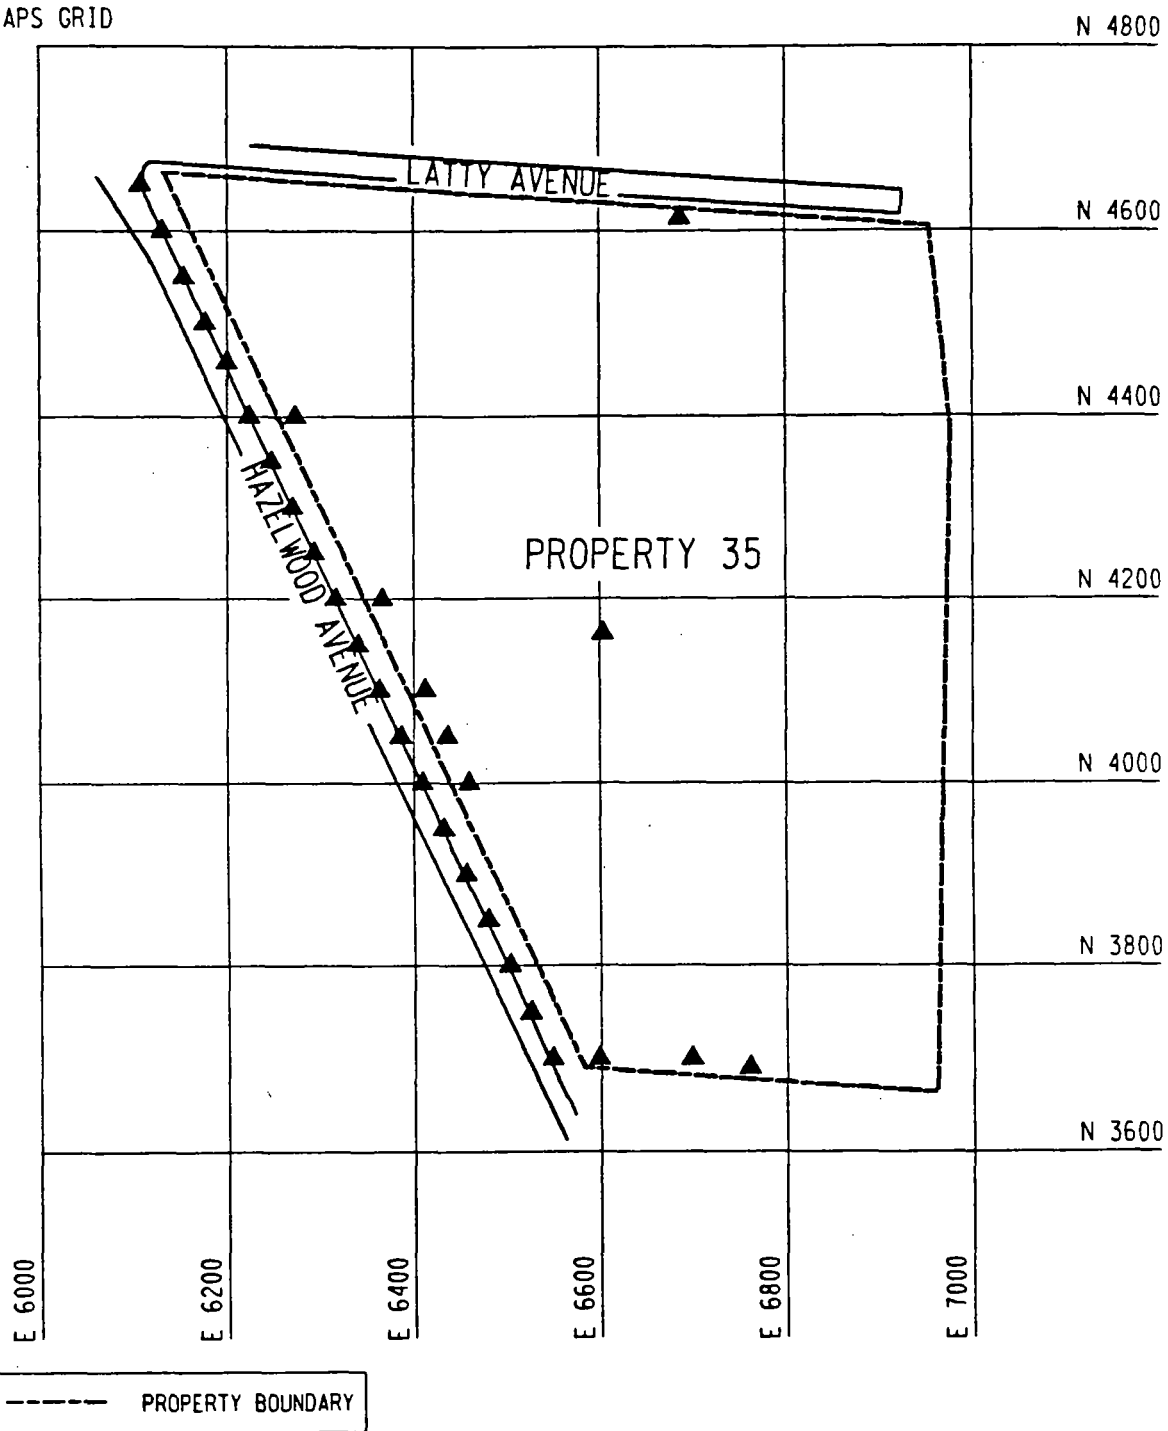 APS GRID
N 4800
LATTY AVENUE
N 4600
N 4400
HAZELWOOD AVENUE
PROPERTY 35
N 4200
N 4000
N 3800
N 3600
E 6000
E 6200
E 6400
E 6600
E 6800
E 7000
PROPERTY BOUNDARY